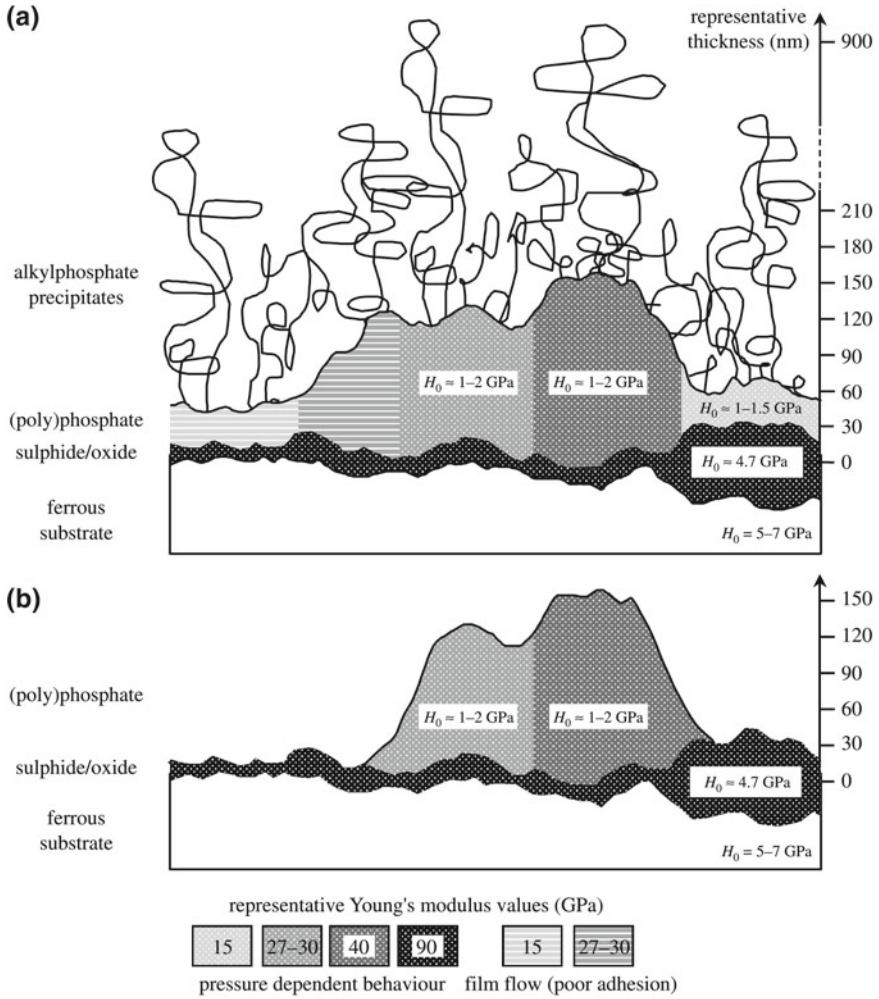 (a)
representative
thickness (nm)
900
210
180
150
120
90
60
30
0
alkylphosphate
precipitates
(poly)phosphate
sulphide/oxide
ferrous
substrate
H₀ ≈ 1–2 GPa
H₀ ≈ 1–2 GPa
H₀ ≈ 1–1.5 GPa
H₀ ≈ 4.7 GPa
H₀ = 5–7 GPa
(b)
150
120
90
60
30
0
(poly)phosphate
sulphide/oxide
ferrous
substrate
H₀ ≈ 1–2 GPa
H₀ ≈ 1–2 GPa
H₀ ≈ 4.7 GPa
H₀ = 5–7 GPa
representative Young's modulus values (GPa)
15 27–30 40 90 15 27–30
pressure dependent behaviour film flow (poor adhesion)